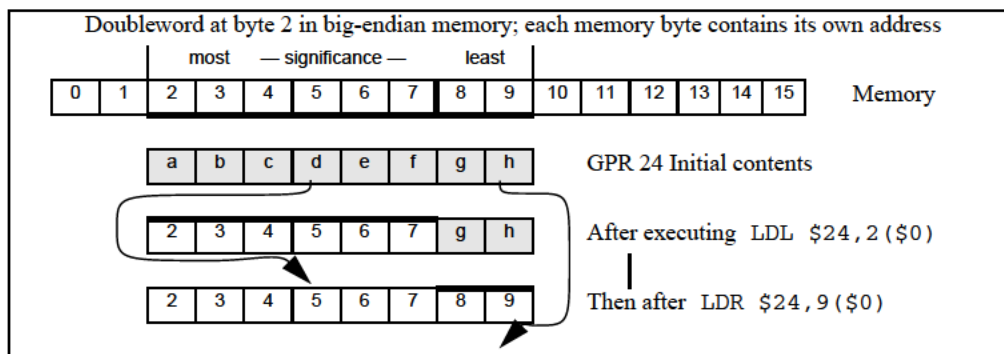 Doubleword at byte 2 in big-endian memory; each memory byte contains its own address
most — significance — least
0 1 2 3 4 5 6 7 8 9 10 11 12 13 14 15 Memory
a b c d e f g h GPR 24 Initial contents
2 3 4 5 6 7 g h After executing LDL $24,2($0)
2 3 4 5 6 7 8 9 Then after LDR $24,9($0)